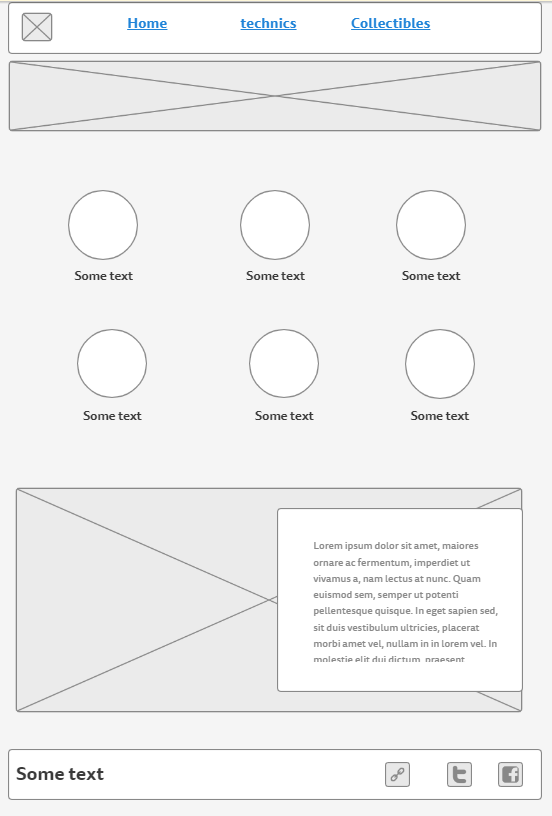 Home technics Collectibles
Some text Some text Some text
Some text Some text Some text
Lorem ipsum dolor sit amet, maiores
ornare ac fermentum, imperdiet ut
vivamus a, nam lectus at nunc. Quam
euismod sem, semper ut potenti
pellentesque quisque. In eget sapien sed,
sit duis vestibulum ultricies, placerat
morbi amet vel, nullam in in lorem vel. In
molestie elit dui dictum, praesent
Some text